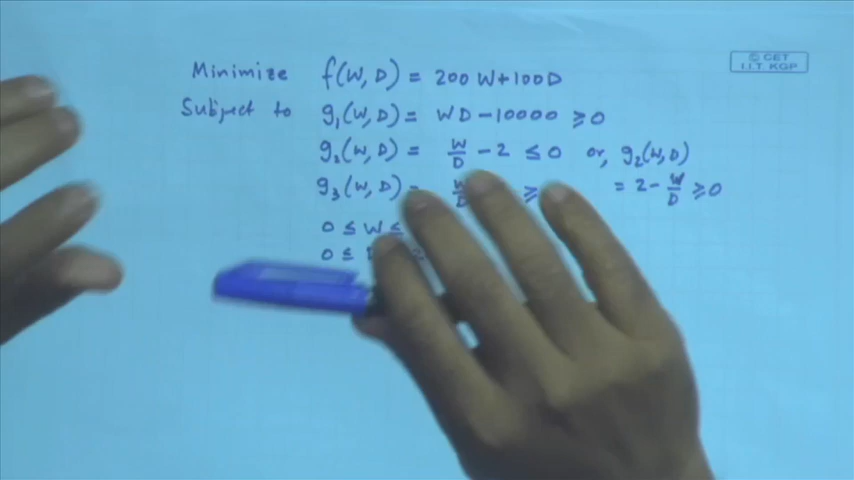 Minimize f(W, D) = 200 W + 100 D
© CET
I.I.T. KGP
Subject to g₁(W, D) = WD - 10000 ≥ 0
g₂(W, D) = W/D - 2 ≤ 0 or, g₂(W, D)
= 2 - W/D ≥ 0
g₃(W, D) = W/D ≥
0 ≤ W ≤
0 ≤